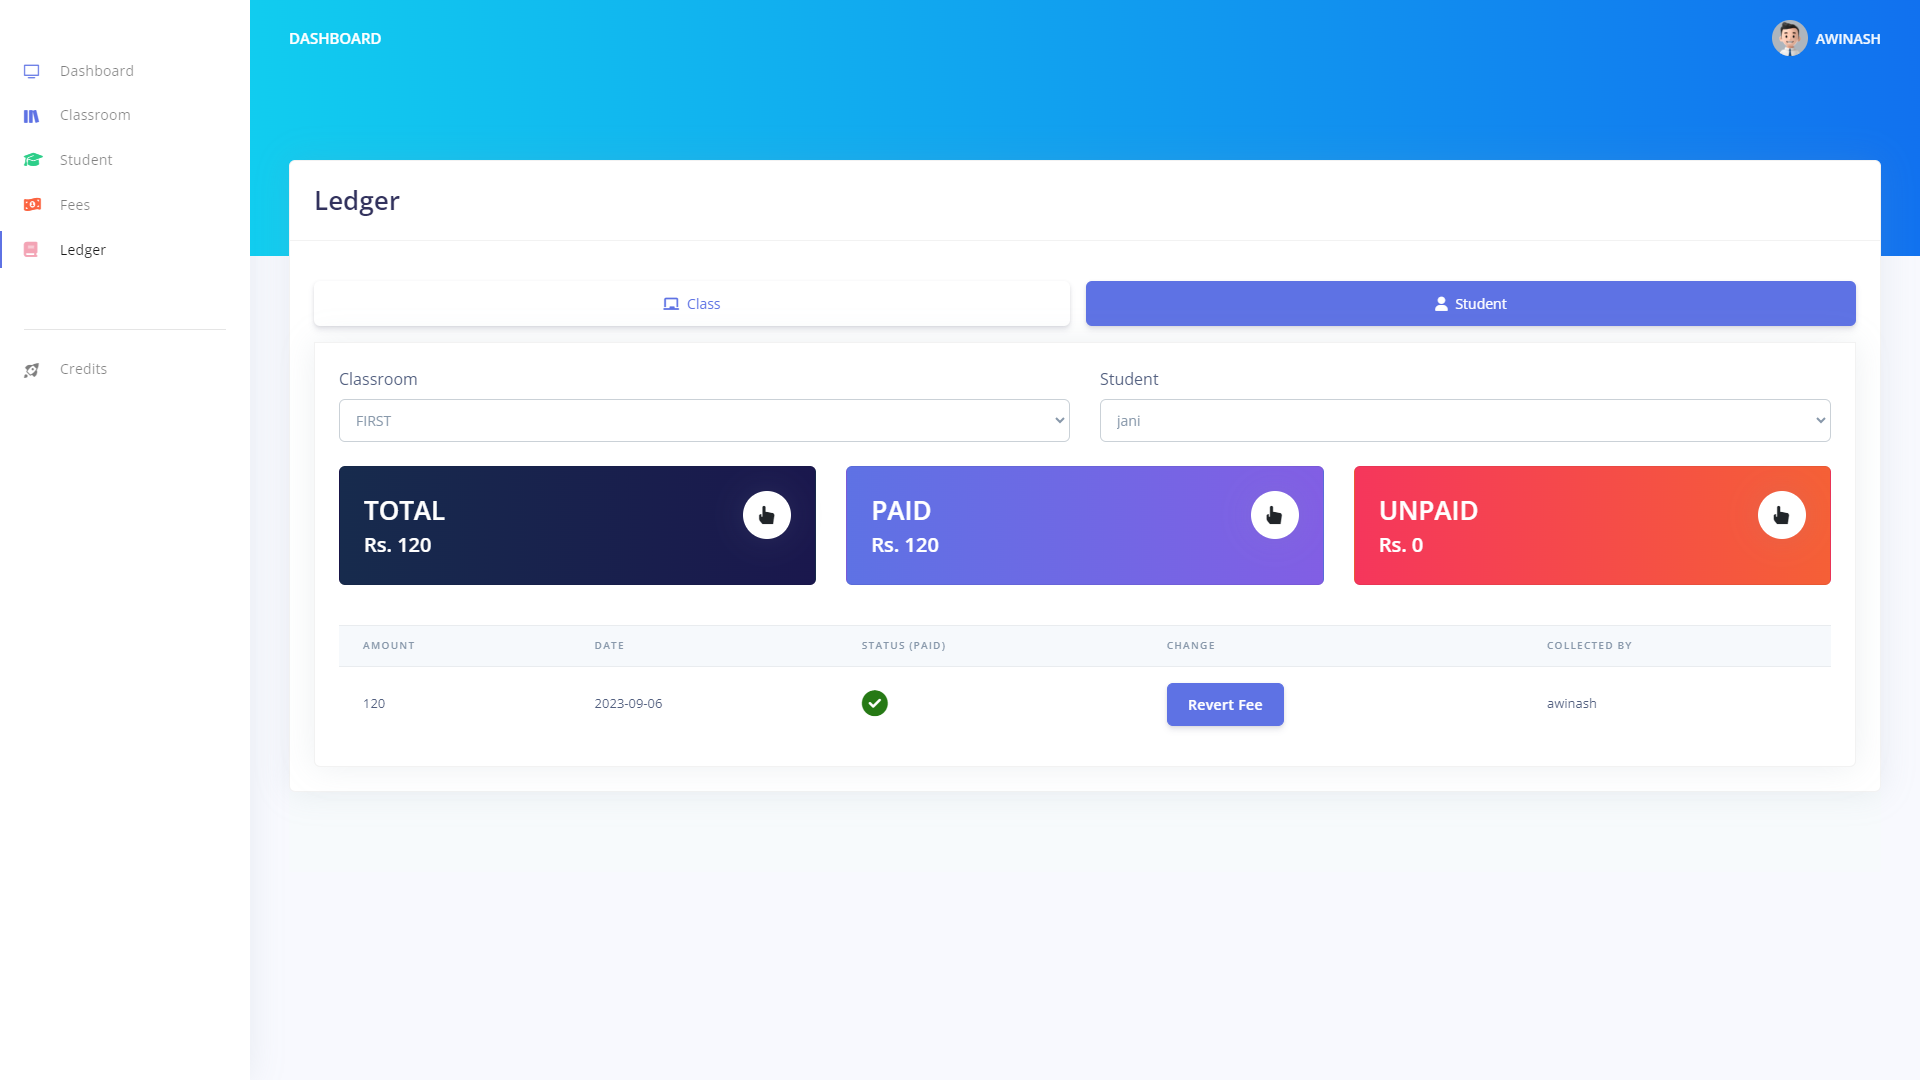 DASHBOARD
AWINASH
Dashboard
Classroom
Student
Fees
Ledger
Credits
Ledger
Class
Student
Classroom
Student
FIRST
jani
TOTAL
Rs. 120
PAID
Rs. 120
UNPAID
Rs. 0
AMOUNT DATE STATUS (PAID) CHANGE COLLECTED BY
120 2023-09-06 Revert Fee awinash